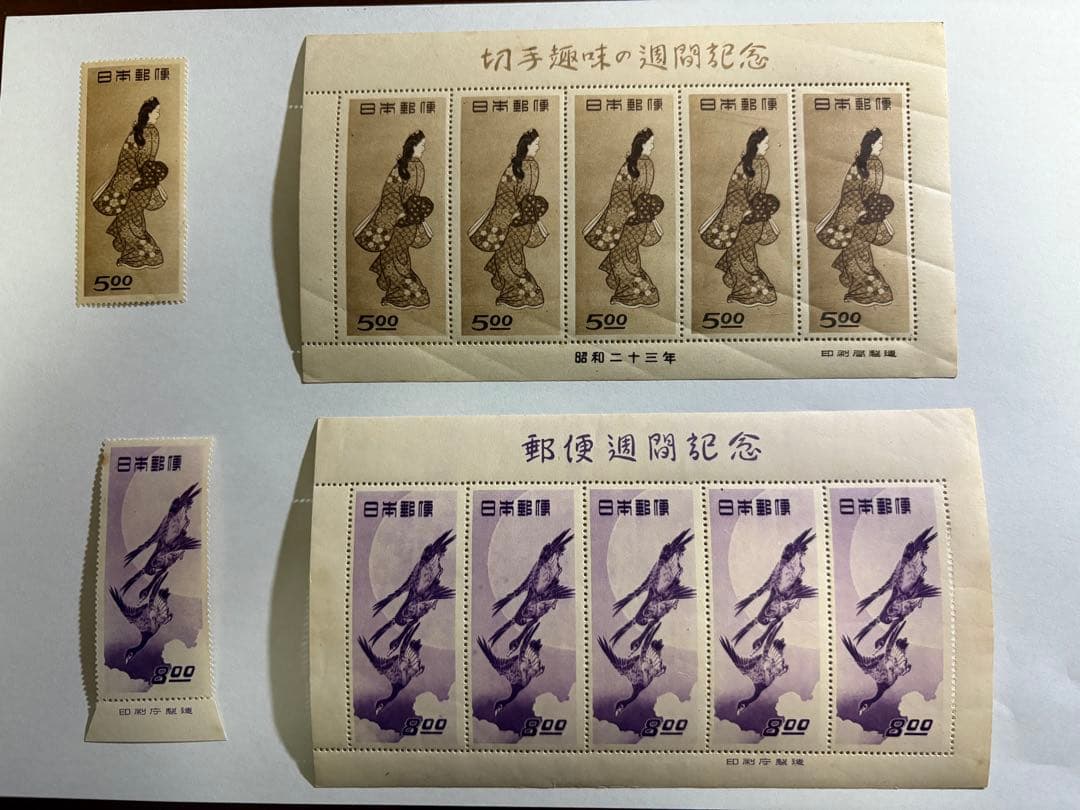 日本郵便
5.00
切手趣味の週間記念
日本郵便 日本郵便 日本郵便 日本郵便 日本郵便
5.00 5.00 5.00 5.00 5.00
昭和二十三年
印刷局製造
日本郵便
8.00
印刷庁製造
郵便週間記念
日本郵便 日本郵便 日本郵便 日本郵便 日本郵便
8.00 8.00 8.00 8.00 8.00
印刷庁製造